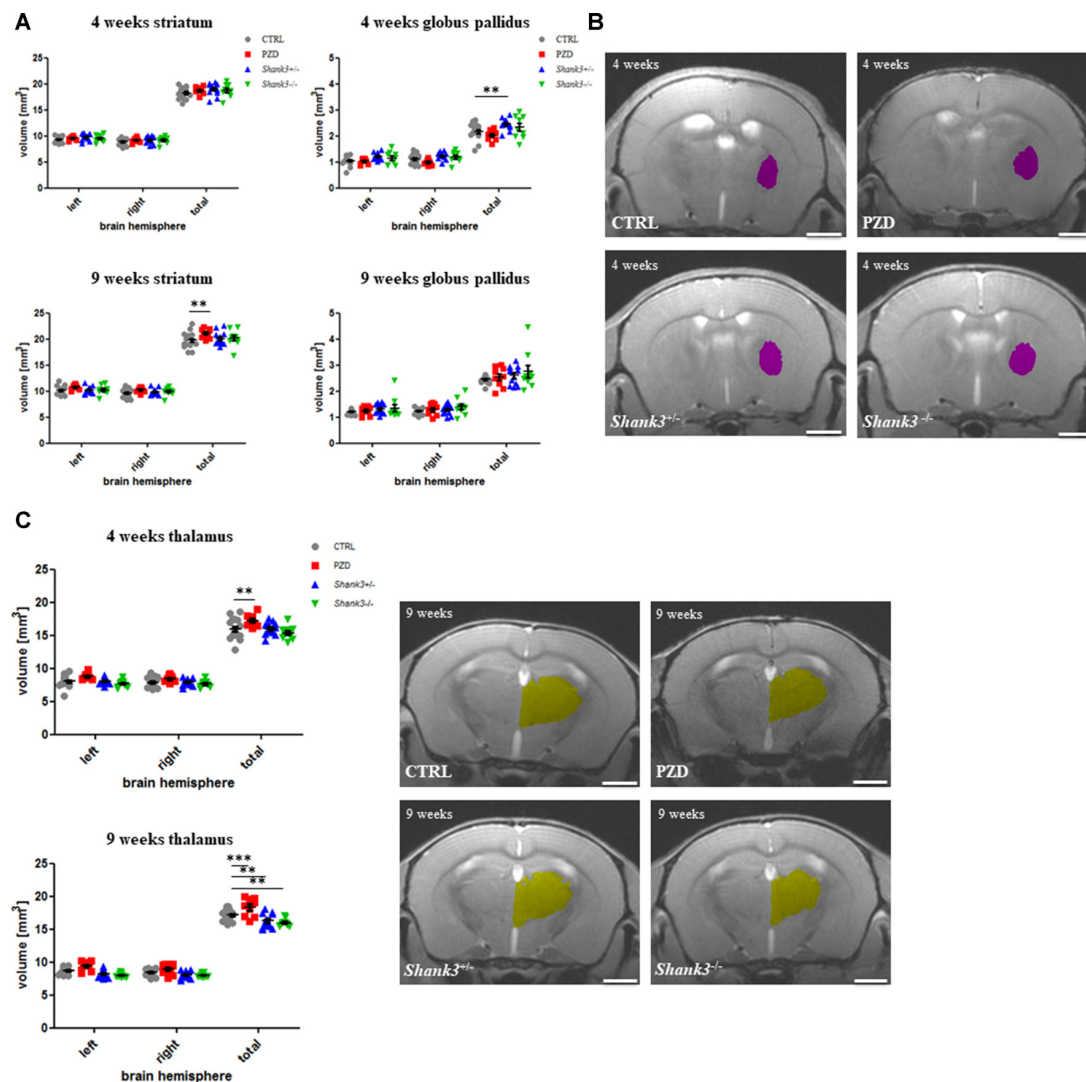 A
4 weeks striatum
CTRL
PZD
Shank3+/-
Shank3-/-
volume [mm³]
25
20
15
10
5
0
left
right
total
brain hemisphere
4 weeks globus pallidus
CTRL
PZD
Shank3+/-
Shank3-/-
volume [mm³]
5
4
3
2
1
0
**
left
right
total
brain hemisphere
9 weeks striatum
volume [mm³]
25
20
15
10
5
0
**
left
right
total
brain hemisphere
9 weeks globus pallidus
volume [mm³]
5
4
3
2
1
0
left
right
total
brain hemisphere
B
4 weeks
CTRL
4 weeks
PZD
4 weeks
Shank3+/-
4 weeks
Shank3 -/-
C
4 weeks thalamus
CTRL
PZD
Shank3+/-
Shank3-/-
volume [mm³]
25
20
15
10
5
0
**
left
right
total
brain hemisphere
9 weeks thalamus
volume [mm³]
25
20
15
10
5
0
***
**
**
left
right
total
brain hemisphere
9 weeks
CTRL
9 weeks
PZD
9 weeks
Shank3+/-
9 weeks
Shank3-/-